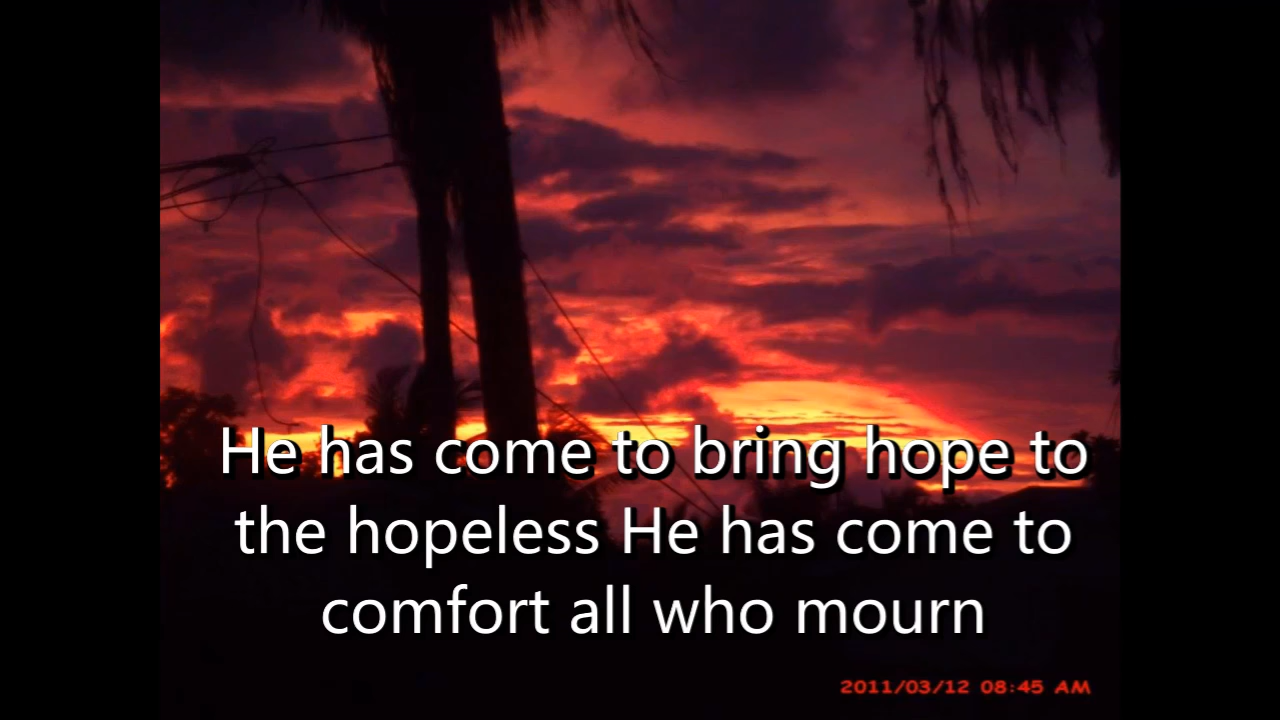 He has come to bring hope to
the hopeless He has come to
comfort all who mourn
2011/03/12 08:45 AM